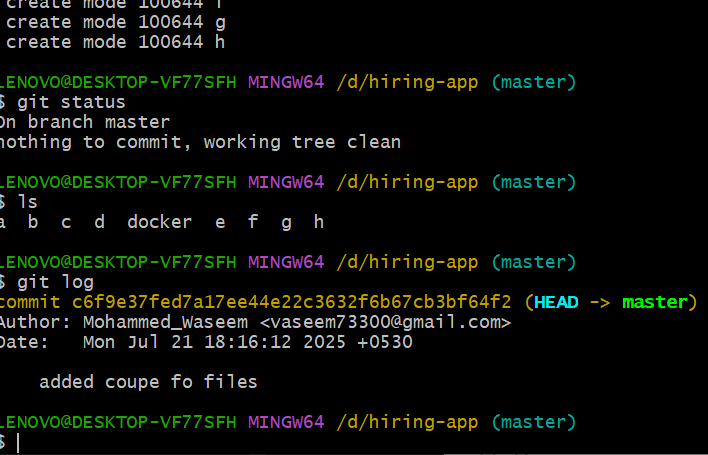 create mode 100644 f
create mode 100644 g
create mode 100644 h
LENOVO@DESKTOP-VF77SFH MINGW64 /d/hiring-app (master)
$ git status
On branch master
nothing to commit, working tree clean
LENOVO@DESKTOP-VF77SFH MINGW64 /d/hiring-app (master)
$ ls
a b c d docker e f g h
LENOVO@DESKTOP-VF77SFH MINGW64 /d/hiring-app (master)
$ git log
commit c6f9e37fed7a17ee44e22c3632f6b67cb3bf64f2 (HEAD -> master)
Author: Mohammed_Waseem <vaseem73300@gmail.com>
Date: Mon Jul 21 18:16:12 2025 +0530
added coupe fo files
LENOVO@DESKTOP-VF77SFH MINGW64 /d/hiring-app (master)
$